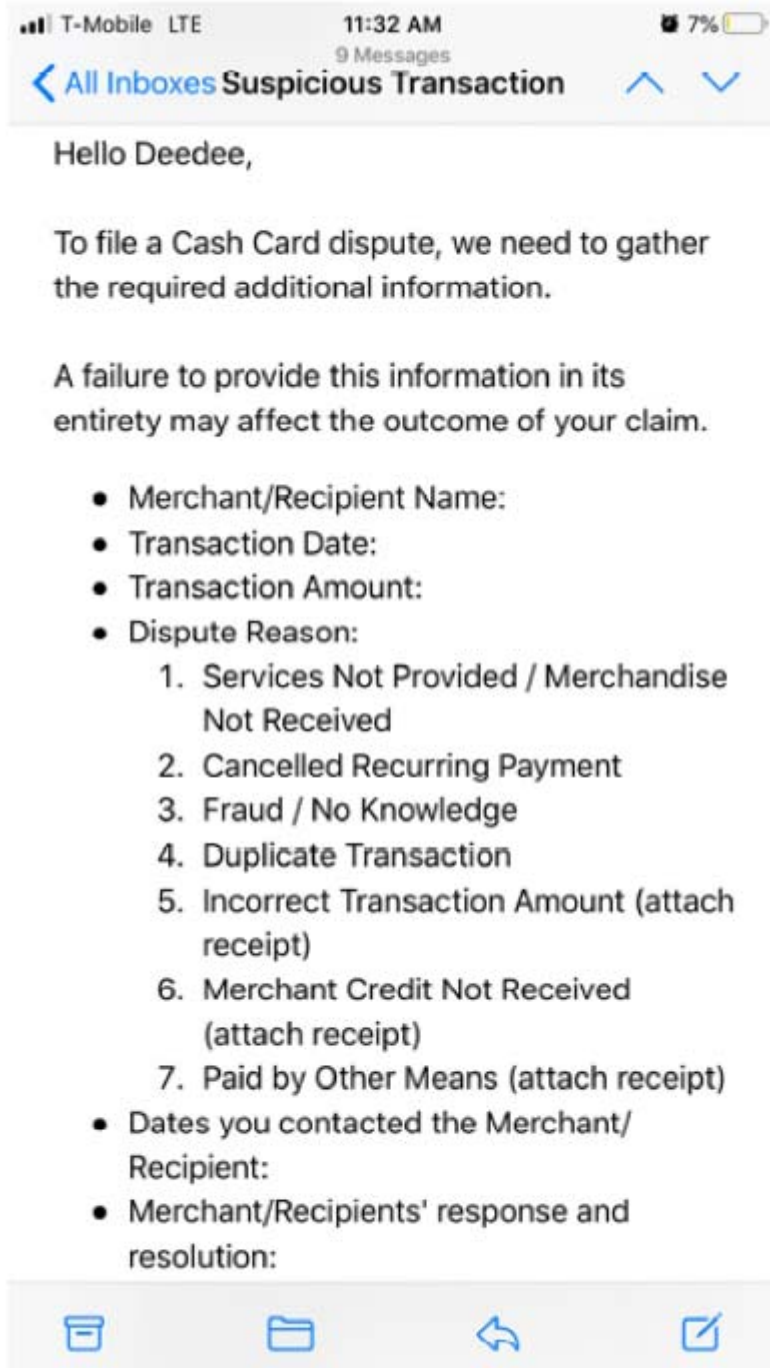 T-Mobile LTE 11:32 AM 7%
9 Messages
All Inboxes Suspicious Transaction
Hello Deedee,
To file a Cash Card dispute, we need to gather
the required additional information.
A failure to provide this information in its
entirety may affect the outcome of your claim.
• Merchant/Recipient Name:
• Transaction Date:
• Transaction Amount:
• Dispute Reason:
1. Services Not Provided / Merchandise
Not Received
2. Cancelled Recurring Payment
3. Fraud / No Knowledge
4. Duplicate Transaction
5. Incorrect Transaction Amount (attach
receipt)
6. Merchant Credit Not Received
(attach receipt)
7. Paid by Other Means (attach receipt)
• Dates you contacted the Merchant/
Recipient:
• Merchant/Recipients' response and
resolution: